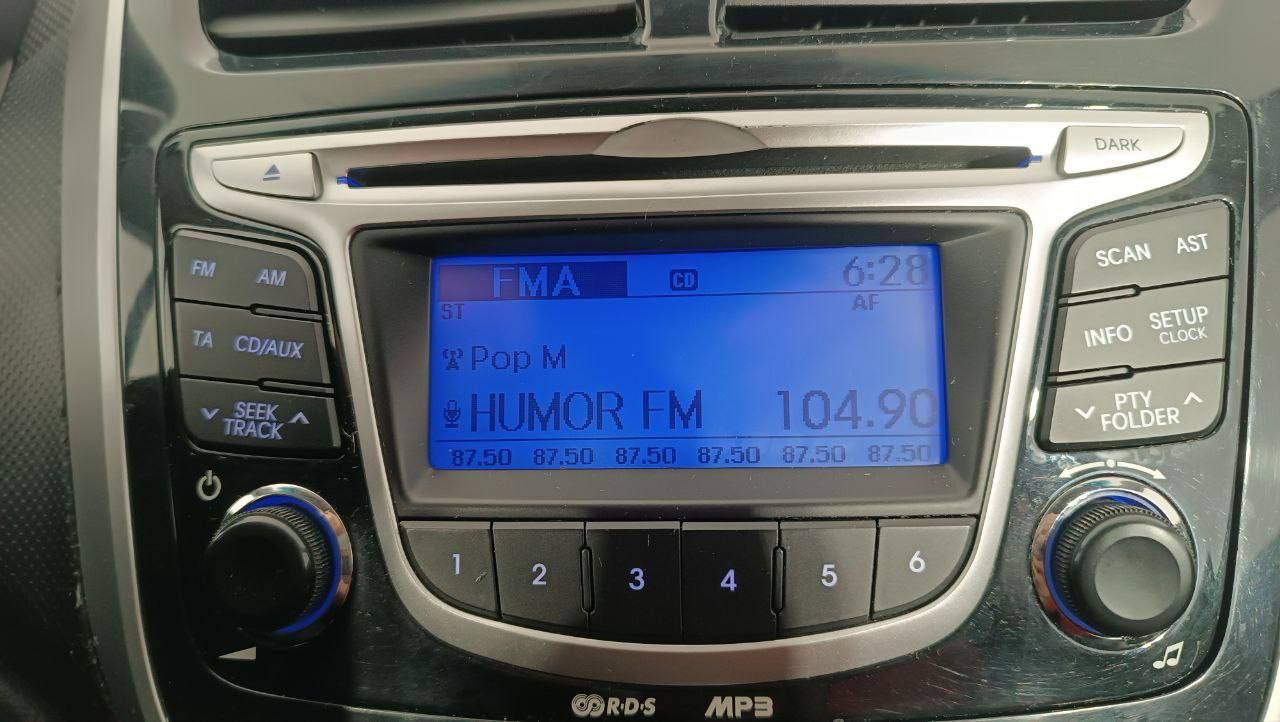 DARK
FM AM
TA CD/AUX
SEEK
TRACK
FMA CD 6:28
ST AF
Pop M
HUMOR FM 104.90
87.50 87.50 87.50 87.50 87.50 87.50
SCAN AST
INFO SETUP
CLOCK
PTY
FOLDER
1 2 3 4 5 6
R·D·S MP3